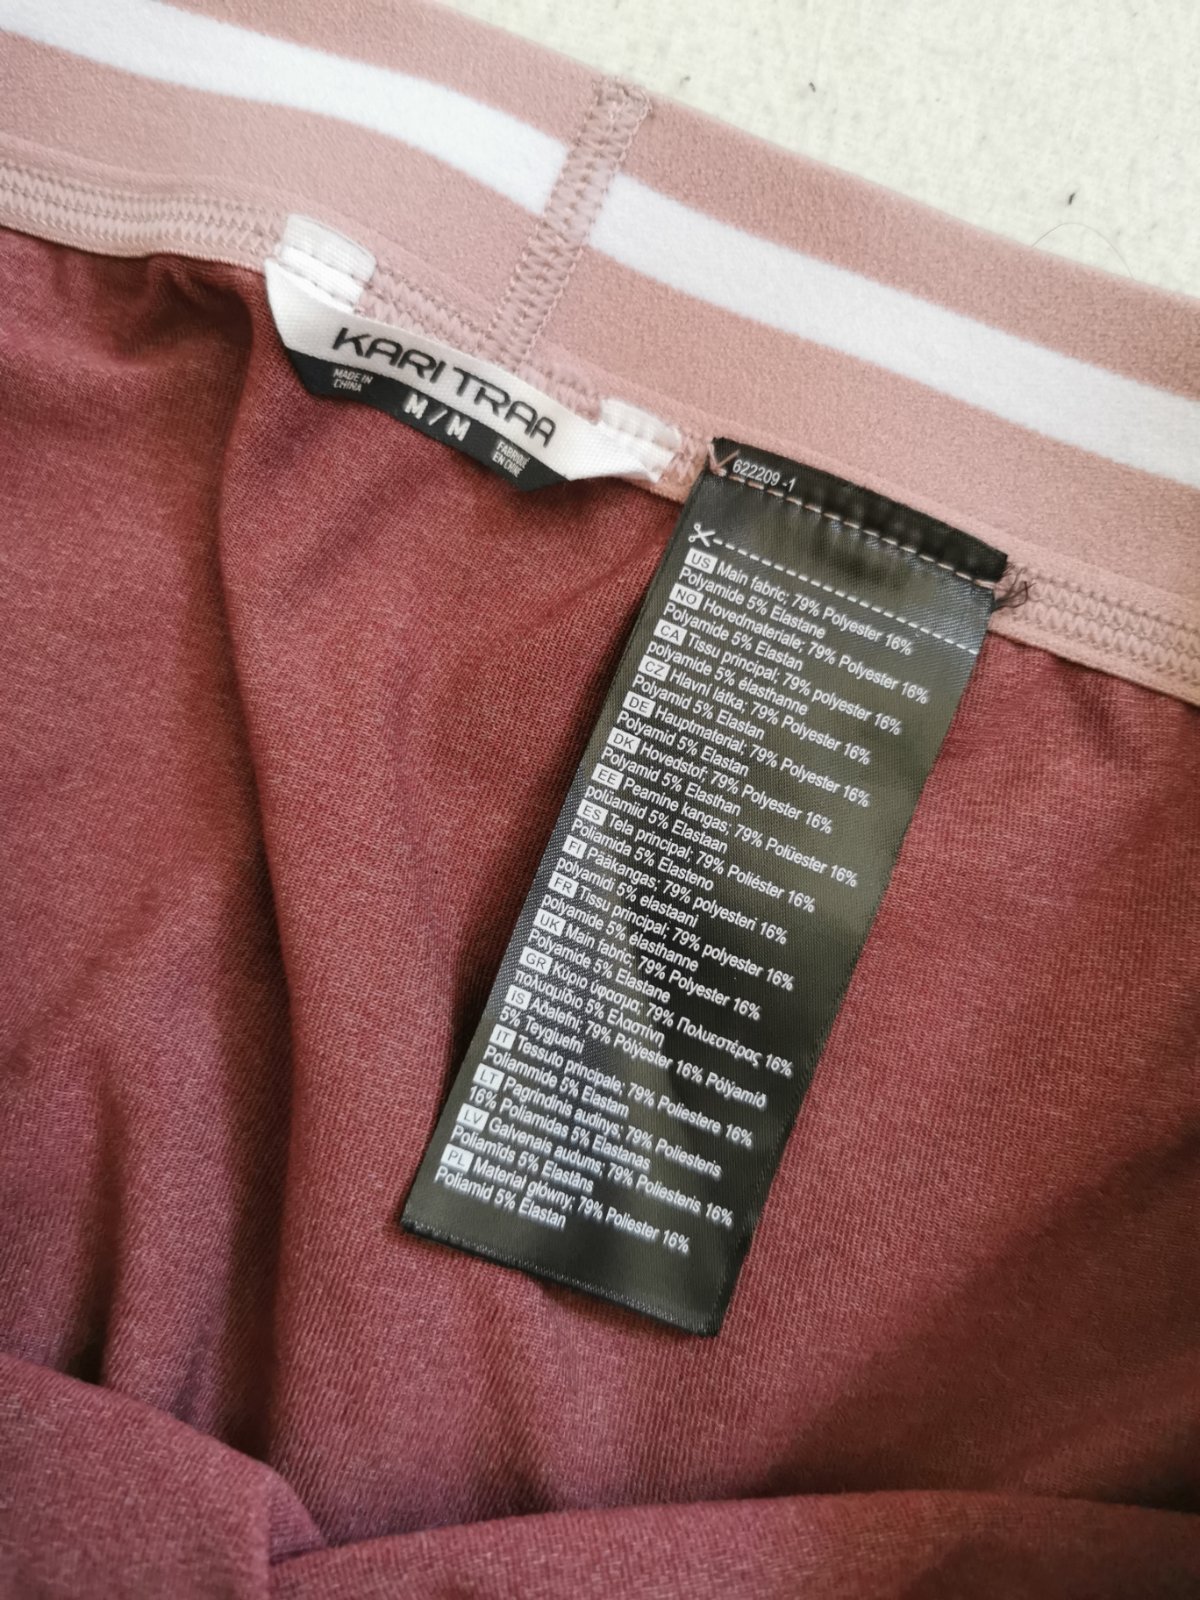 KARI TRAA
MADE IN
CHINA
M/M
FABRIQUÉ
EN CHINE
622209 -1
US Main fabric; 79% Polyester 16%
Polyamide 5% Elastane
NO Hovedmateriale; 79% Polyester 16%
Polyamide 5% Elastan
CA Tissu principal; 79% polyester 16%
polyamide 5% élasthanne
CZ Hlavní látka; 79% Polyester 16%
Polyamid 5% Elastan
DE Hauptmaterial; 79% Polyester 16%
Polyamid 5% Elastan
DK Hovedstof; 79% Polyester 16%
Polyamid 5% Elasthan
EE Peamine kangas; 79% Polüester 16%
polüamiid 5% Elastaan
ES Tela principal; 79% Poliéster 16%
Poliamida 5% Elasteno
FI Pääkangas; 79% polyesteri 16%
polyamidi 5% elastaani
FR Tissu principal; 79% polyester 16%
polyamide 5% élasthanne
UK Main fabric; 79% Polyester 16%
Polyamide 5% Elastane
GR Κύριο ύφασμα; 79% Πολυεστέρας 16%
πολυαμίδιο 5% Ελαστίνη
IS Aðalefni; 79% Pólýester 16% Pólýamíð
5% Teygjuefni
IT Tessuto principale; 79% Poliestere 16%
Poliammide 5% Elastam
LT Pagrindinis audinys; 79% Poliesteris
16% Poliamidas 5% Elastanas
LV Galvenais audums; 79% Poliesteris 16%
Poliamīds 5% Elastāns
PL Materiał główny; 79% Poliester 16%
Poliamid 5% Elastan